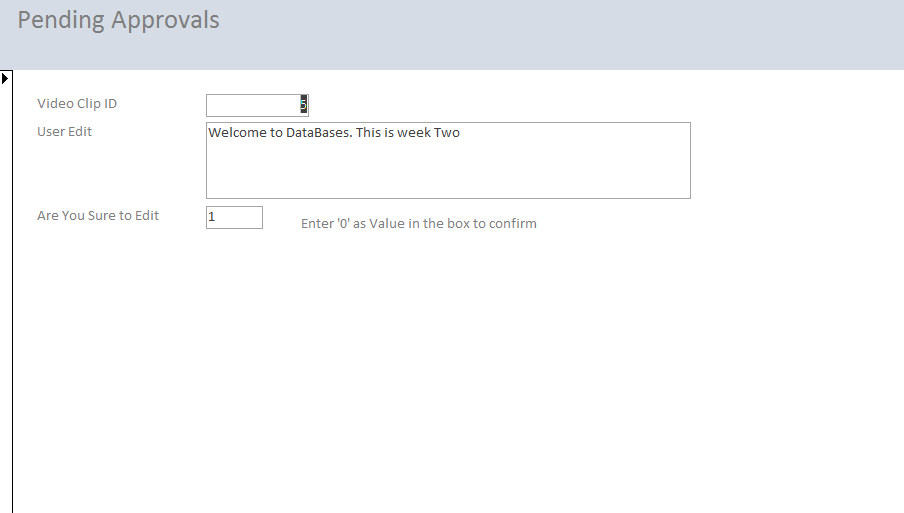 Pending Approvals
Video Clip ID
5
User Edit
Welcome to DataBases. This is week Two
Are You Sure to Edit
1
Enter '0' as Value in the box to confirm